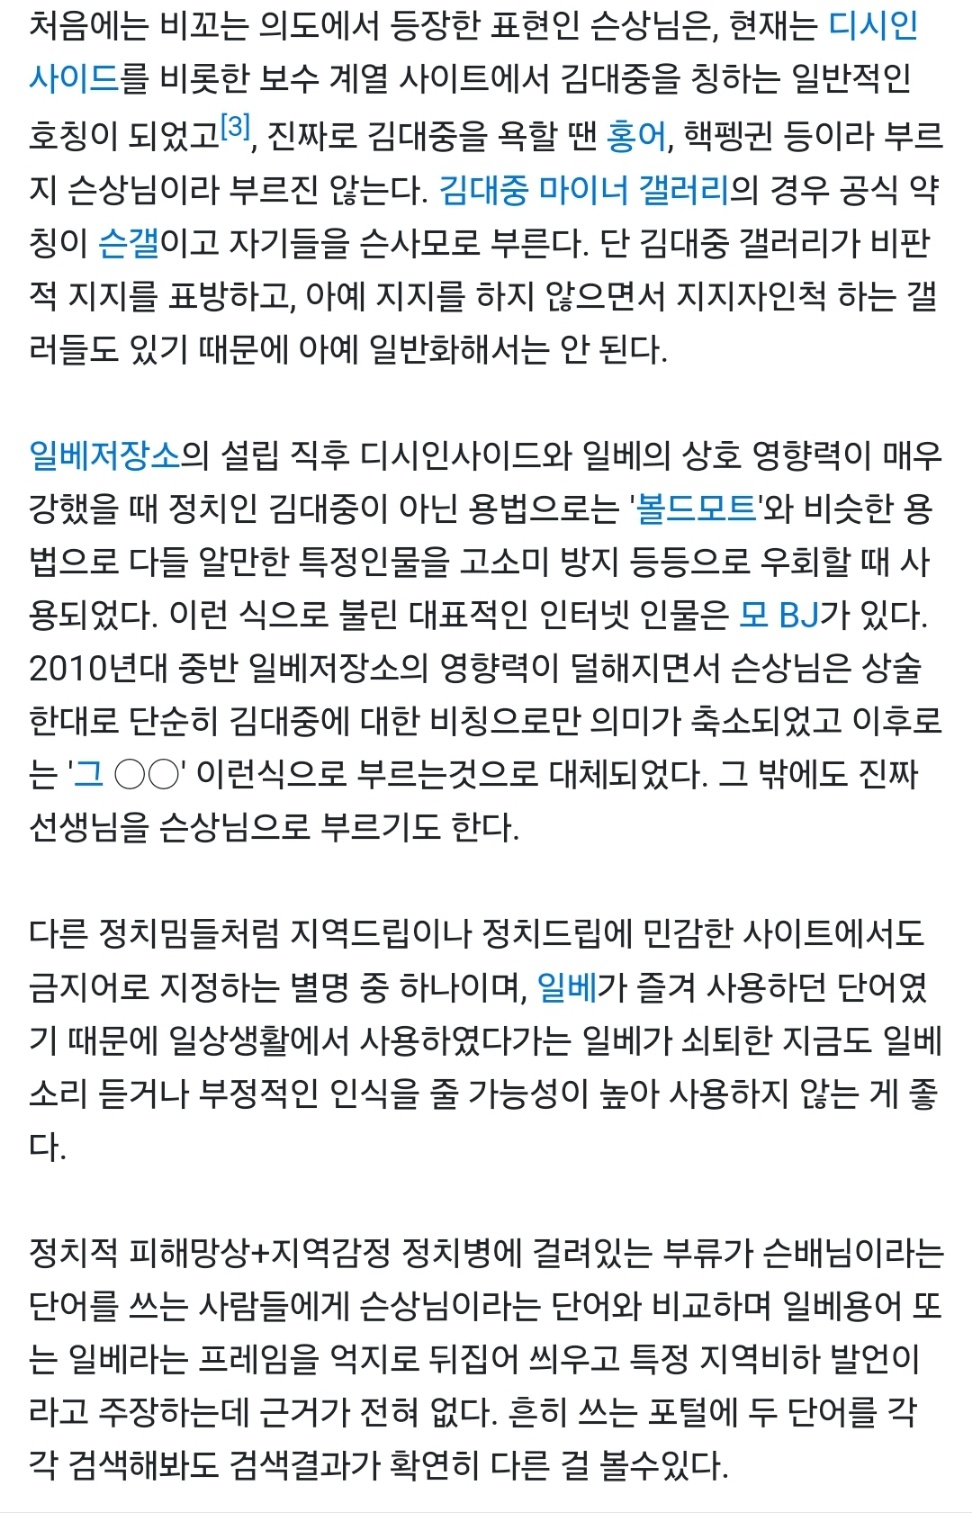 처음에는 비꼬는 의도에서 등장한 표현인 슨상님은, 현재는 디시인
사이드를 비롯한 보수 계열 사이트에서 김대중을 칭하는 일반적인
호칭이 되었고[3], 진짜로 김대중을 욕할 땐 홍어, 핵펭귄 등이라 부르
지 슨상님이라 부르진 않는다. 김대중 마이너 갤러리의 경우 공식 약
칭이 슨갤이고 자기들을 슨사모로 부른다. 단 김대중 갤러리가 비판
적 지지를 표방하고, 아예 지지를 하지 않으면서 지지자인척 하는 갤
러들도 있기 때문에 아예 일반화해서는 안 된다.
일베저장소의 설립 직후 디시인사이드와 일베의 상호 영향력이 매우
강했을 때 정치인 김대중이 아닌 용법으로는 '볼드모트'와 비슷한 용
법으로 다들 알만한 특정인물을 고소미 방지 등등으로 우회할 때 사
용되었다. 이런 식으로 불린 대표적인 인터넷 인물은 모 BJ가 있다.
2010년대 중반 일베저장소의 영향력이 덜해지면서 슨상님은 상술
한대로 단순히 김대중에 대한 비칭으로만 의미가 축소되었고 이후로
는 '그 ○○' 이런식으로 부르는것으로 대체되었다. 그 밖에도 진짜
선생님을 슨상님으로 부르기도 한다.
다른 정치밈들처럼 지역드립이나 정치드립에 민감한 사이트에서도
금지어로 지정하는 별명 중 하나이며, 일베가 즐겨 사용하던 단어였
기 때문에 일상생활에서 사용하였다가는 일베가 쇠퇴한 지금도 일베
소리 듣거나 부정적인 인식을 줄 가능성이 높아 사용하지 않는 게 좋
다.
정치적 피해망상+지역감정 정치병에 걸려있는 부류가 슨배님이라는
단어를 쓰는 사람들에게 슨상님이라는 단어와 비교하며 일베용어 또
는 일베라는 프레임을 억지로 뒤집어 씌우고 특정 지역비하 발언이
라고 주장하는데 근거가 전혀 없다. 흔히 쓰는 포털에 두 단어를 각
각 검색해봐도 검색결과가 확연히 다른 걸 볼수있다.